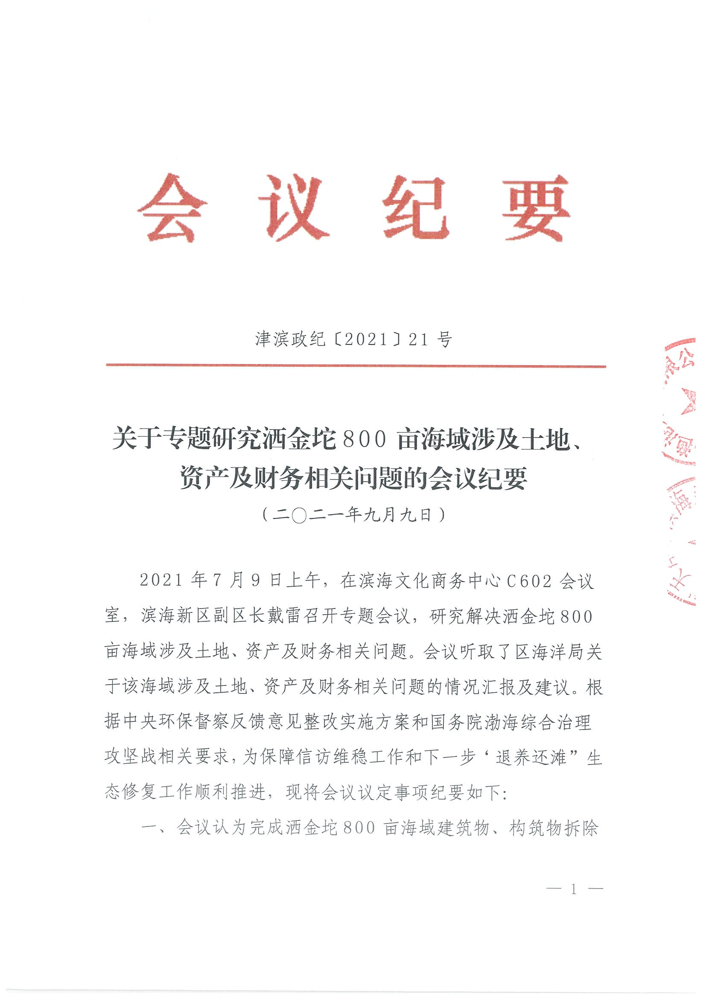 会议纪要
津滨政纪〔2021〕21 号
关于专题研究洒金坨800 亩海域涉及土地、
资产及财务相关问题的会议纪要
（二〇二一年九月九日）
2021 年 7 月 9 日上午，在滨海文化商务中心C602 会议
室，滨海新区副区长戴雷召开专题会议，研究解决洒金坨800
亩海域涉及土地、资产及财务相关问题。会议听取了区海洋局关
于该海域涉及土地、资产及财务相关问题的情况汇报及建议。根
据中央环保督察反馈意见整改实施方案和国务院渤海综合治理
攻坚战相关要求，为保障信访维稳工作和下一步‘退养还滩”生
态修复工作顺利推进，现将会议议定事项纪要如下：
一、会议认为完成洒金坨800 亩海域建筑物、构筑物拆除
— 1 —